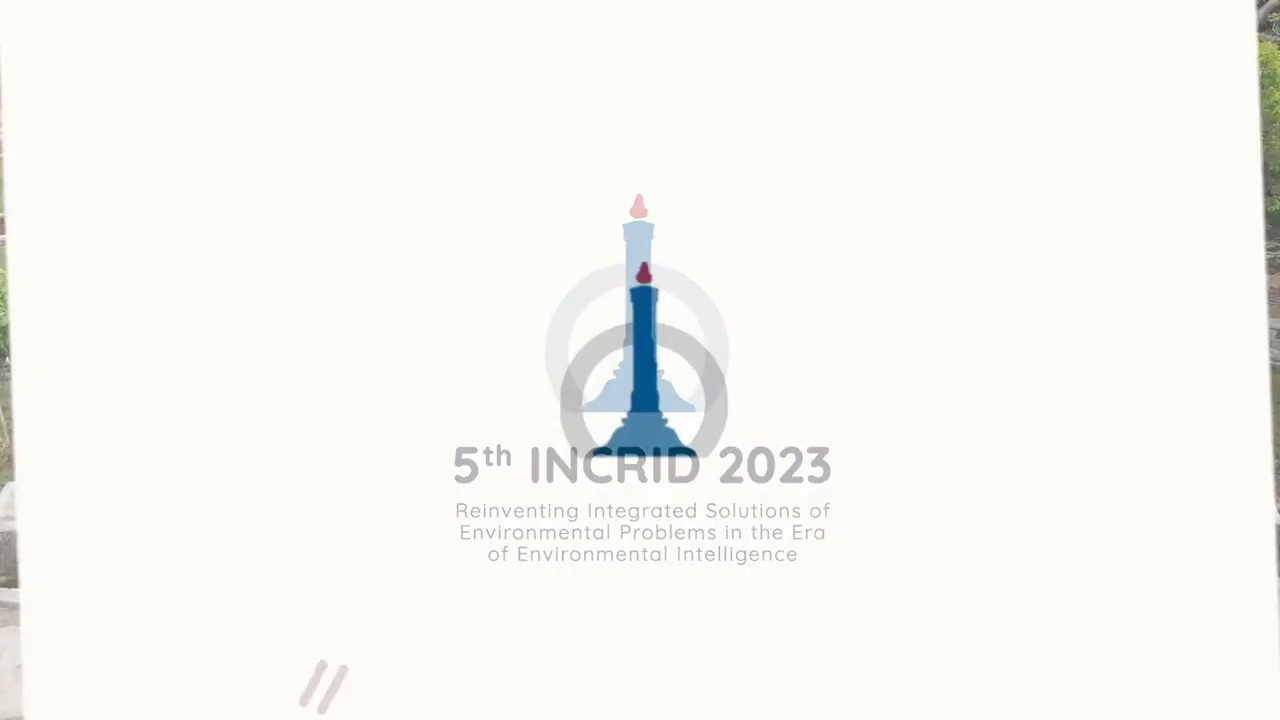 5th INCRID 2023
Reinventing Integrated Solutions of
Environmental Problems in the Era
of Environmental Intelligence